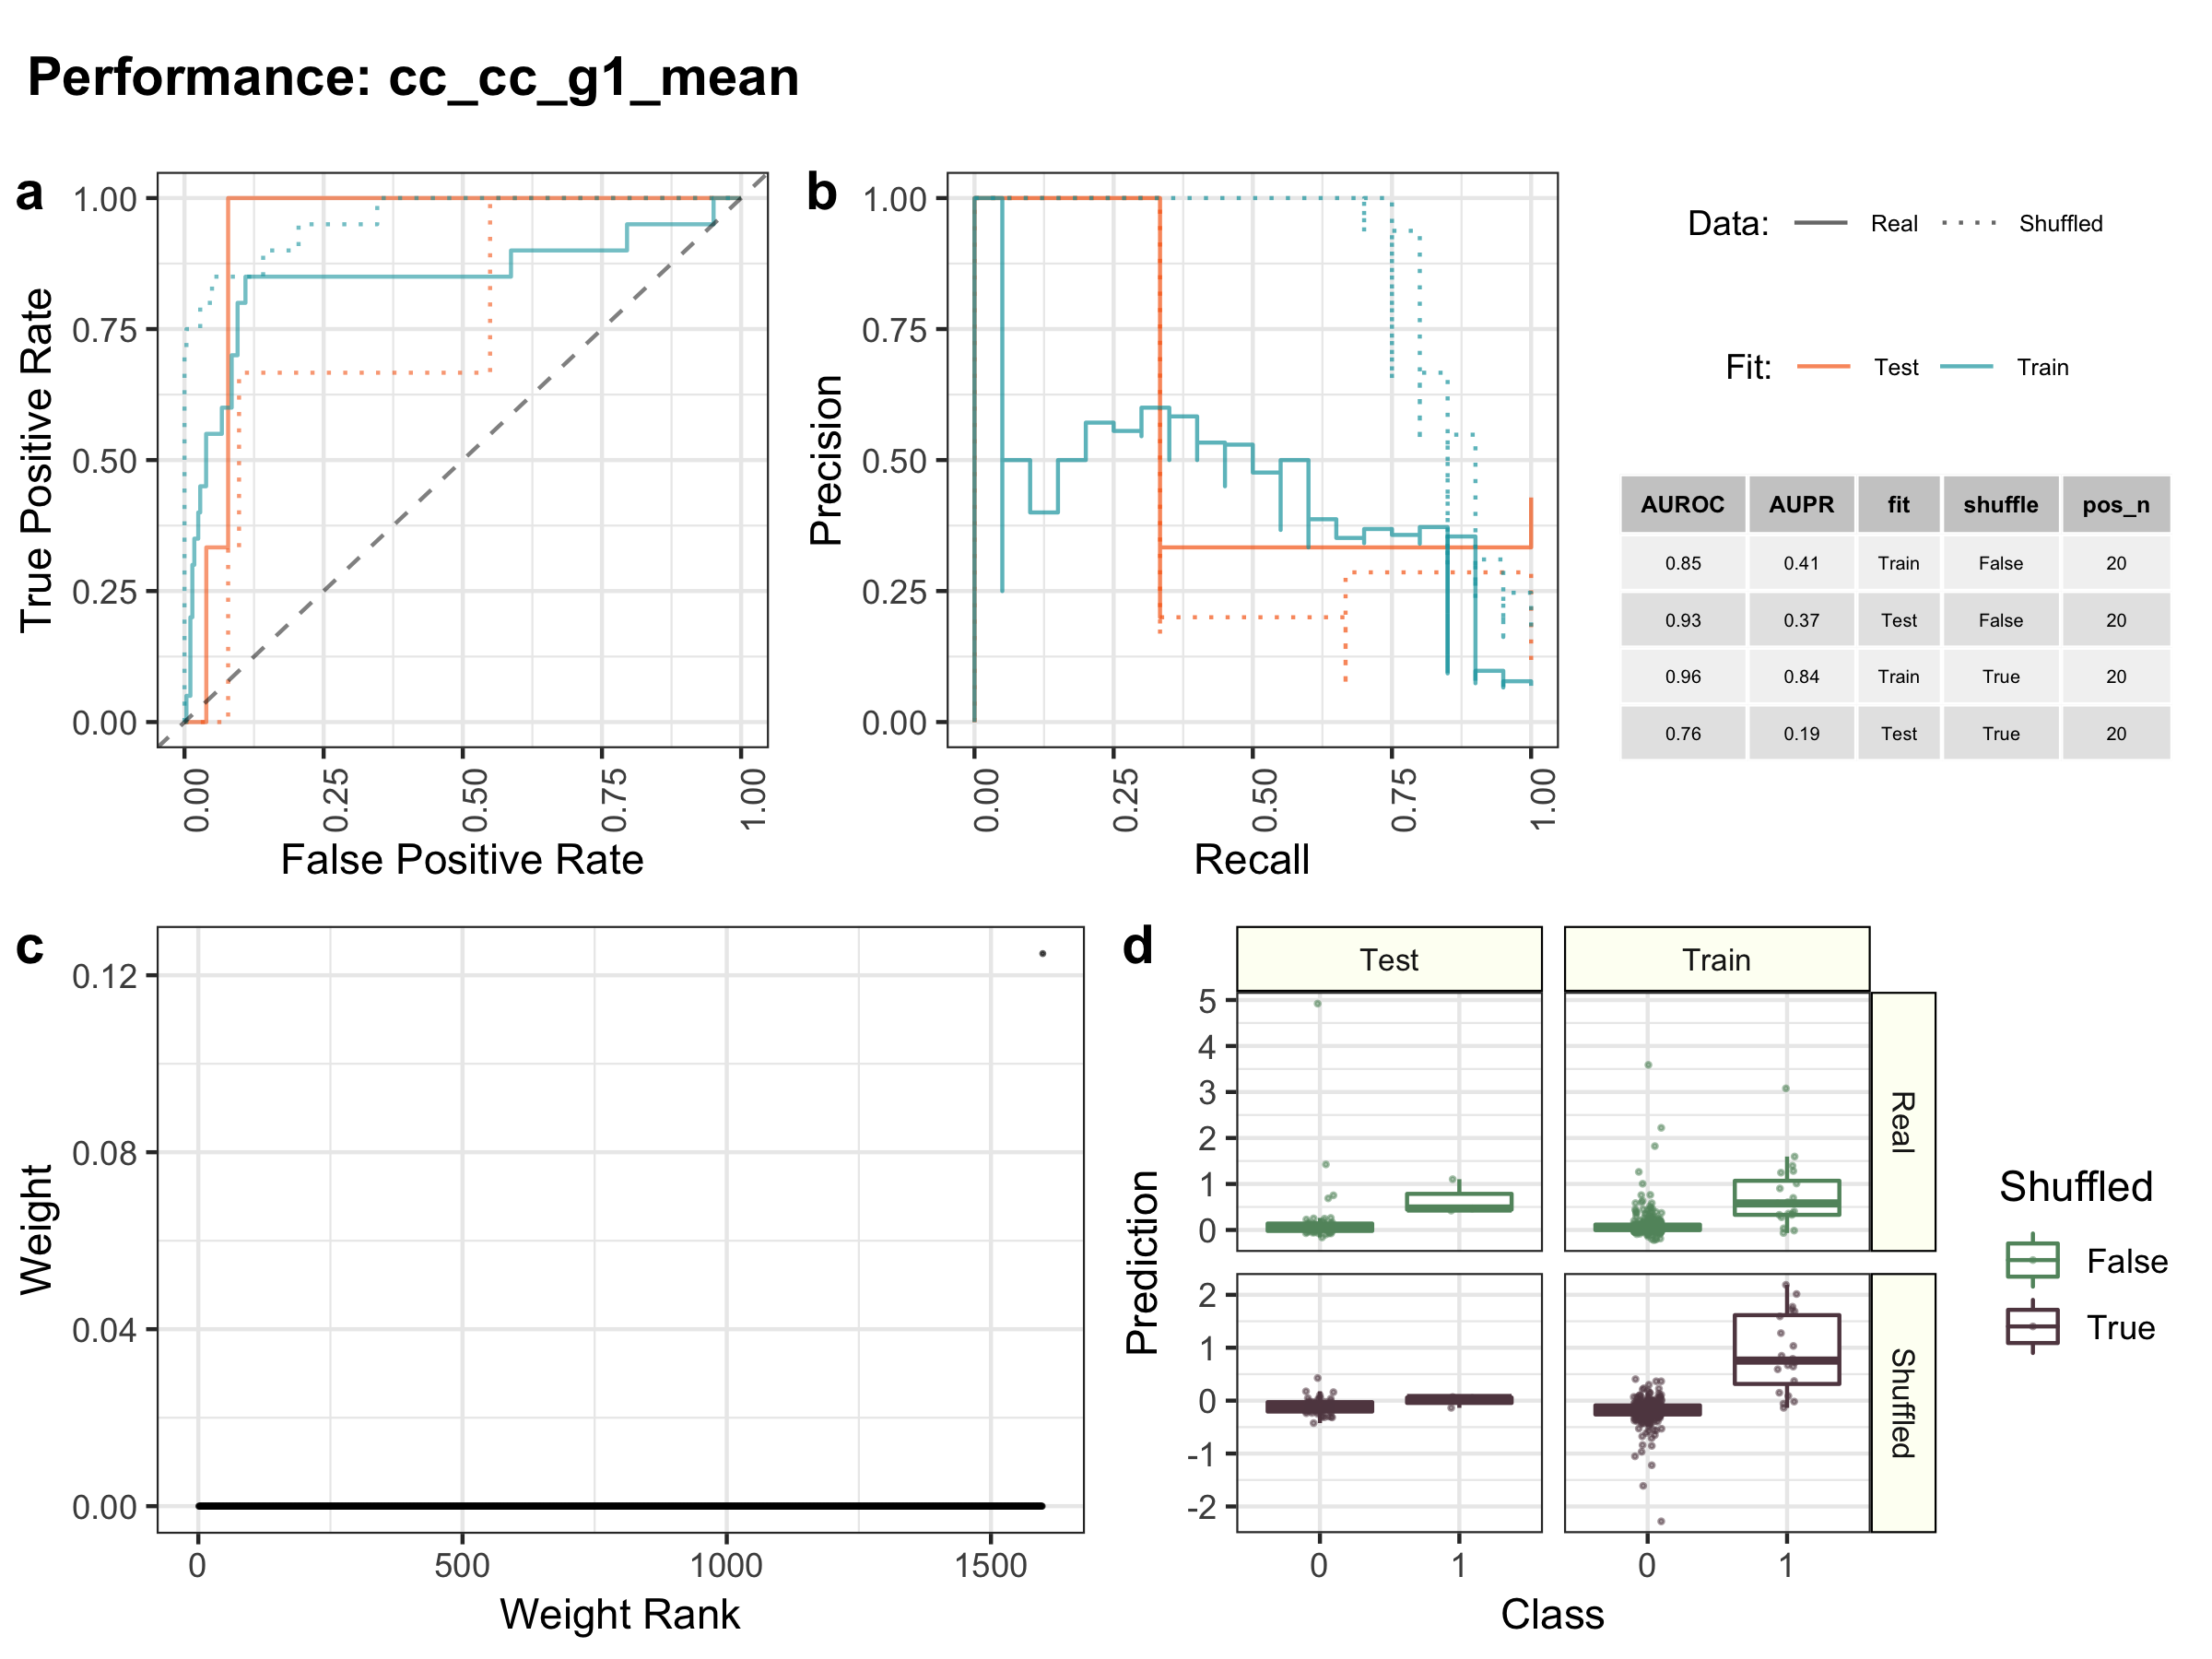 Performance: cc_cc_g1_mean
a
1.00
0.75
0.50
0.25
0.00
True Positive Rate
0.00 0.25 0.50 0.75 1.00
False Positive Rate
b
1.00
0.75
0.50
0.25
0.00
Precision
0.00 0.25 0.50 0.75 1.00
Recall
Data: Real Shuffled
Fit: Test Train
AUROC AUPR fit shuffle pos_n
0.85 0.41 Train False 20
0.93 0.37 Test False 20
0.96 0.84 Train True 20
0.76 0.19 Test True 20
c
0.12
0.08
0.04
0.00
Weight
0 500 1000 1500
Weight Rank
d
Test Train
5
4
3
2
1
0
Real
2
1
0
-1
-2
Shuffled
Prediction
0 1 0 1
Class
Shuffled
False
True